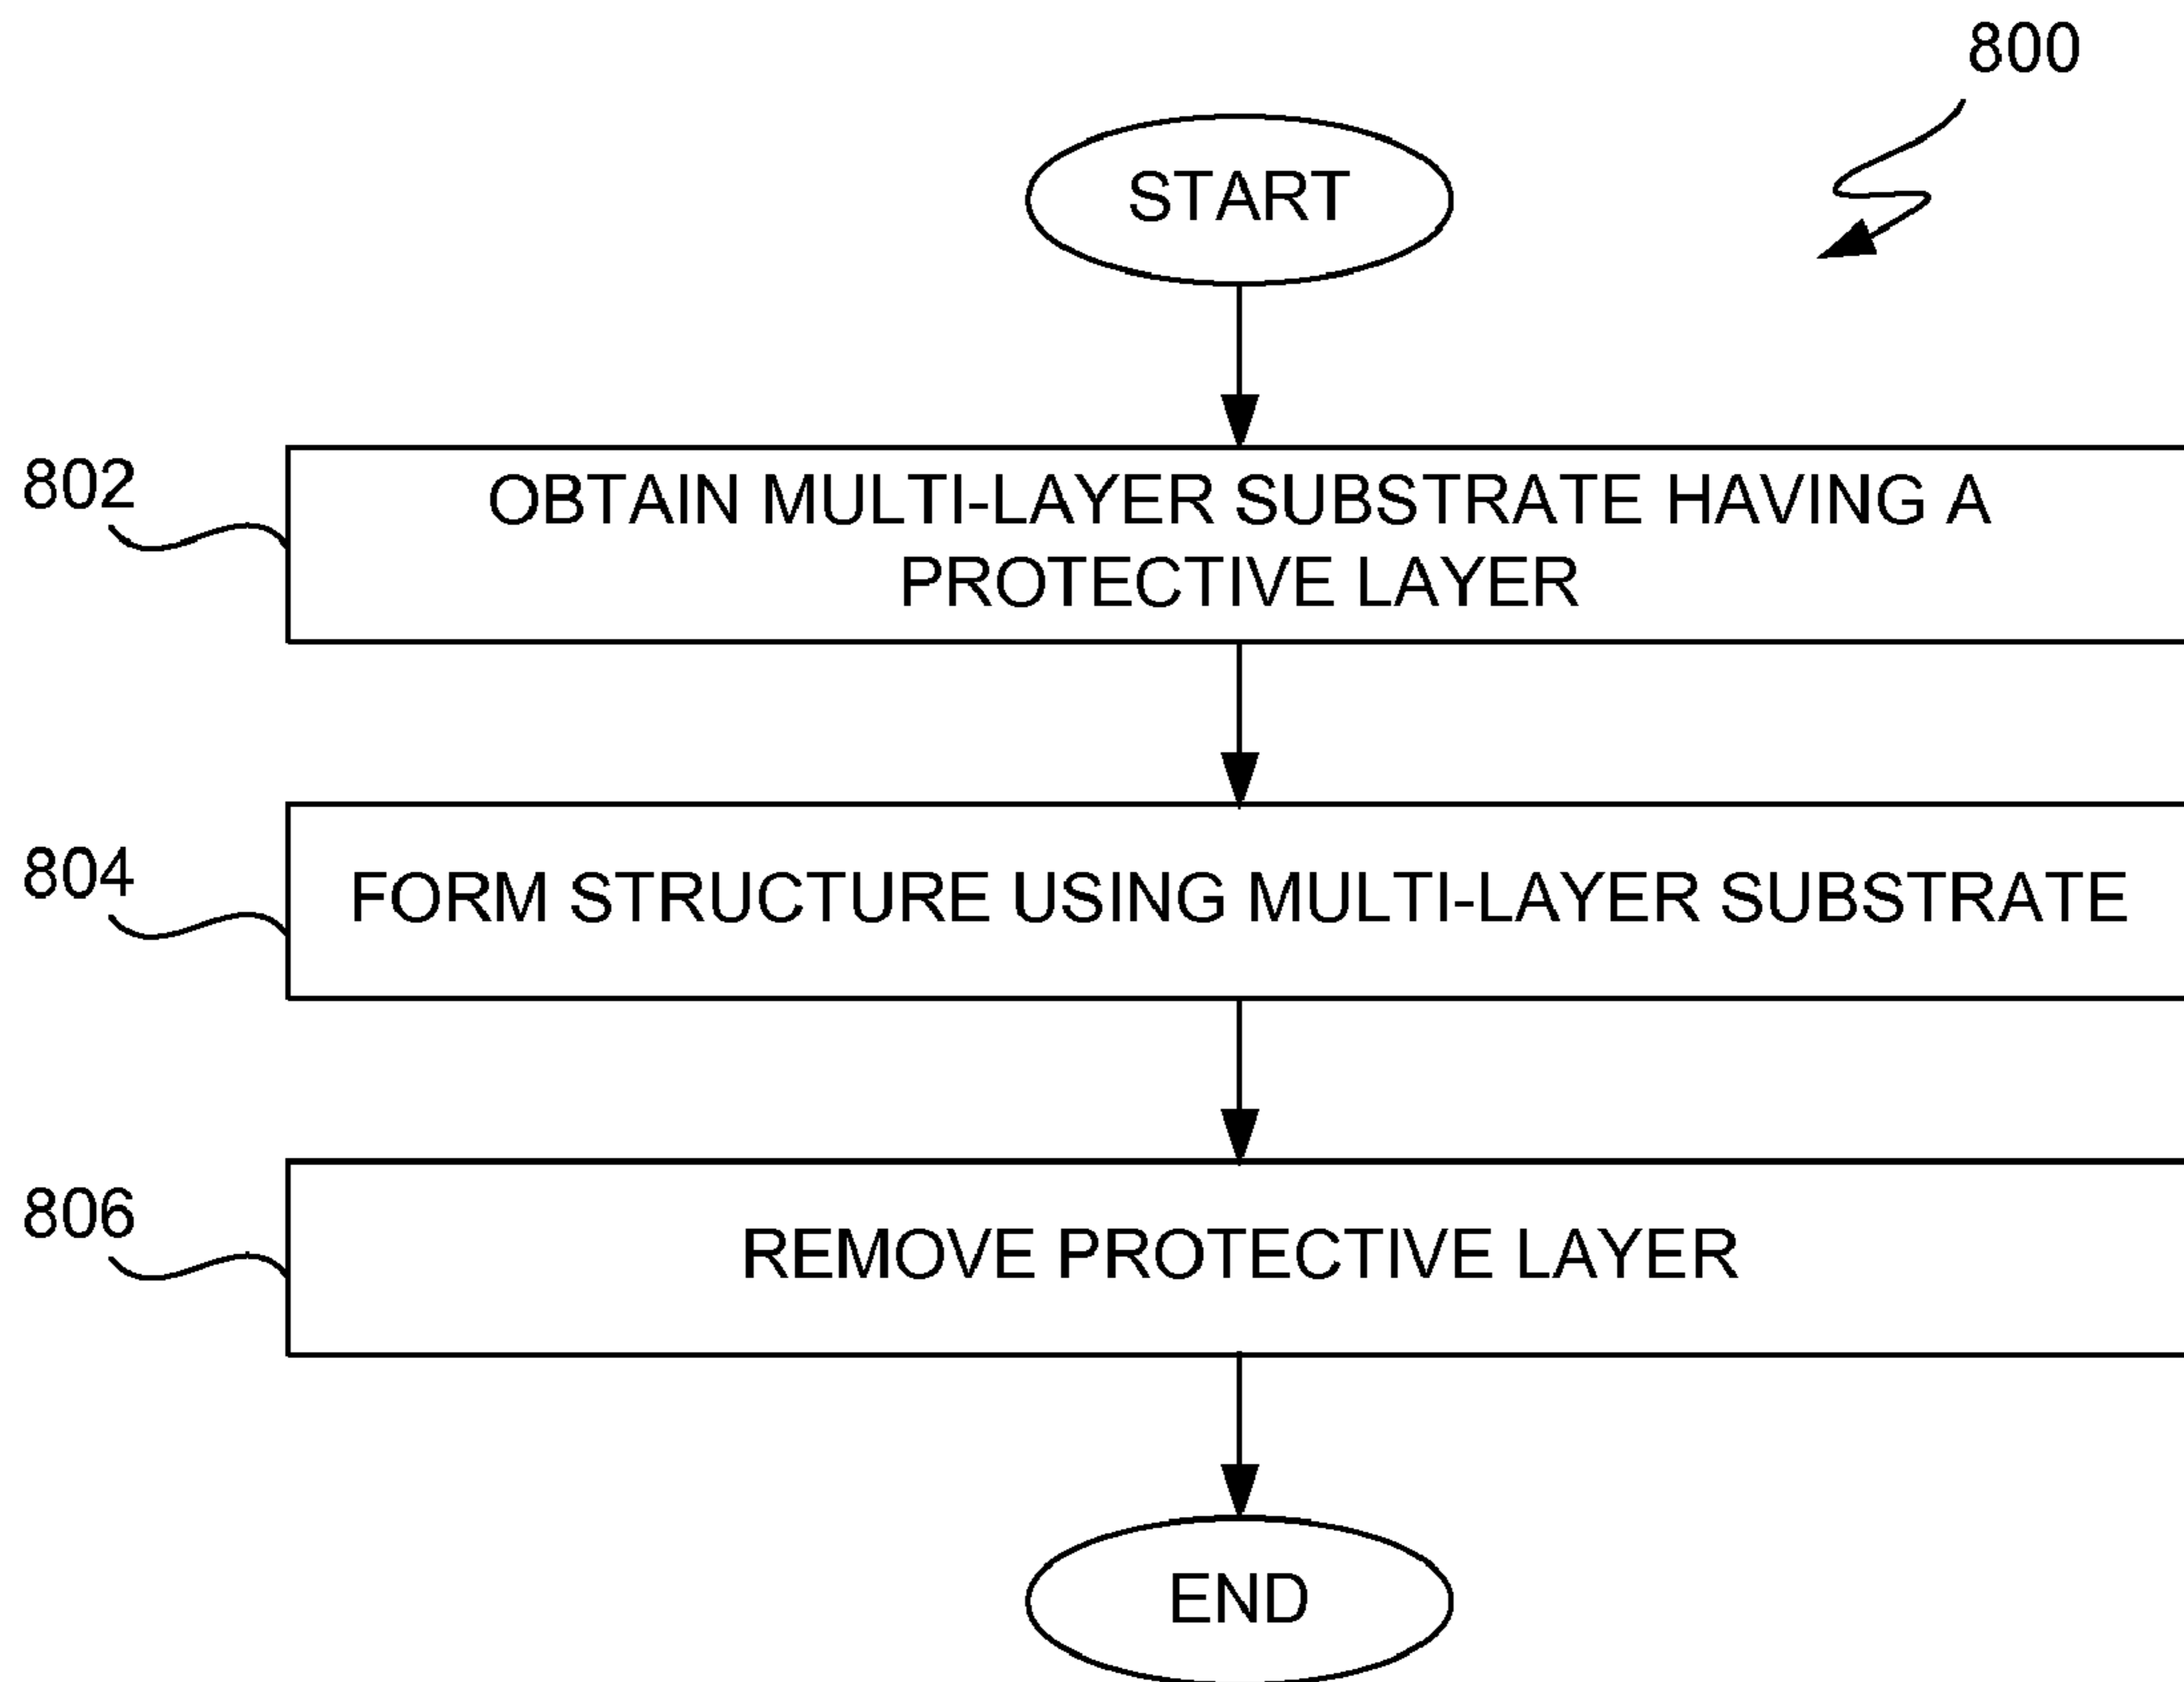 800
START
802
OBTAIN MULTI-LAYER SUBSTRATE HAVING A
PROTECTIVE LAYER
804
FORM STRUCTURE USING MULTI-LAYER SUBSTRATE
806
REMOVE PROTECTIVE LAYER
END